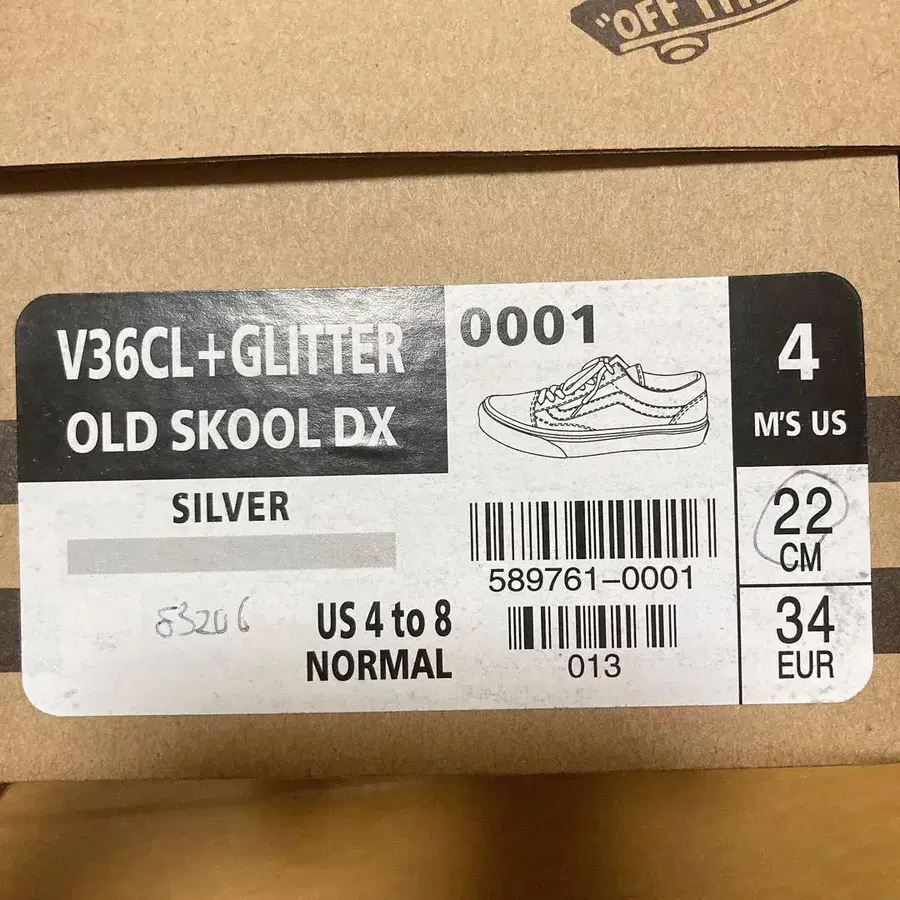 "OFF THE
V36CL+GLITTER
OLD SKOOL DX
0001
4
M'S US
SILVER
22
CM
589761-0001
34
EUR
53206
US 4 to 8
NORMAL
013